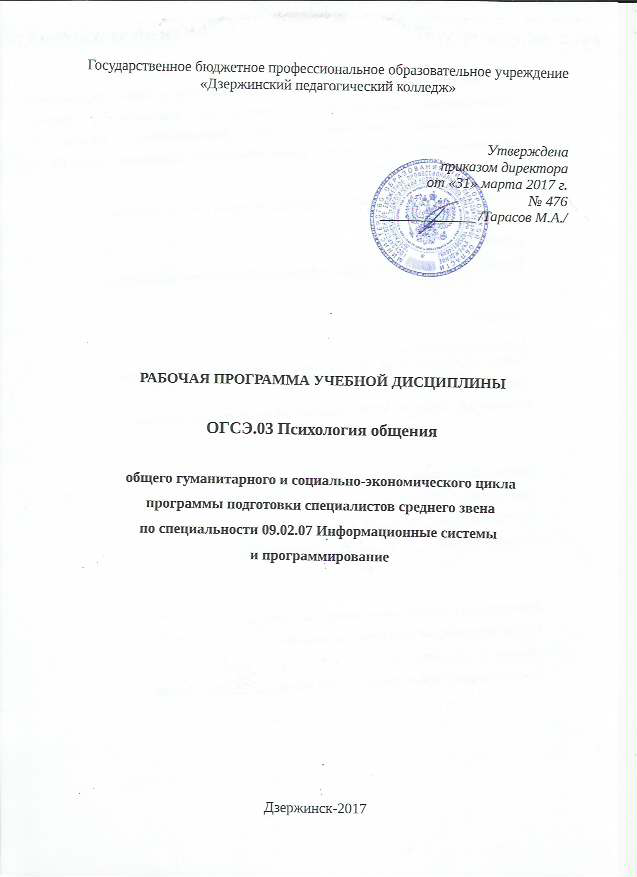 Государственное бюджетное профессиональное образовательное учреждение
«Дзержинский педагогический колледж»
Утверждена
приказом директора
от «31» марта 2017 г.
№ 476
/Тарасов М.А./
РАБОЧАЯ ПРОГРАММА УЧЕБНОЙ ДИСЦИПЛИНЫ
ОГСЭ.03 Психология общения
общего гуманитарного и социально-экономического цикла
программы подготовки специалистов среднего звена
по специальности 09.02.07 Информационные системы
и программирование
Дзержинск-2017